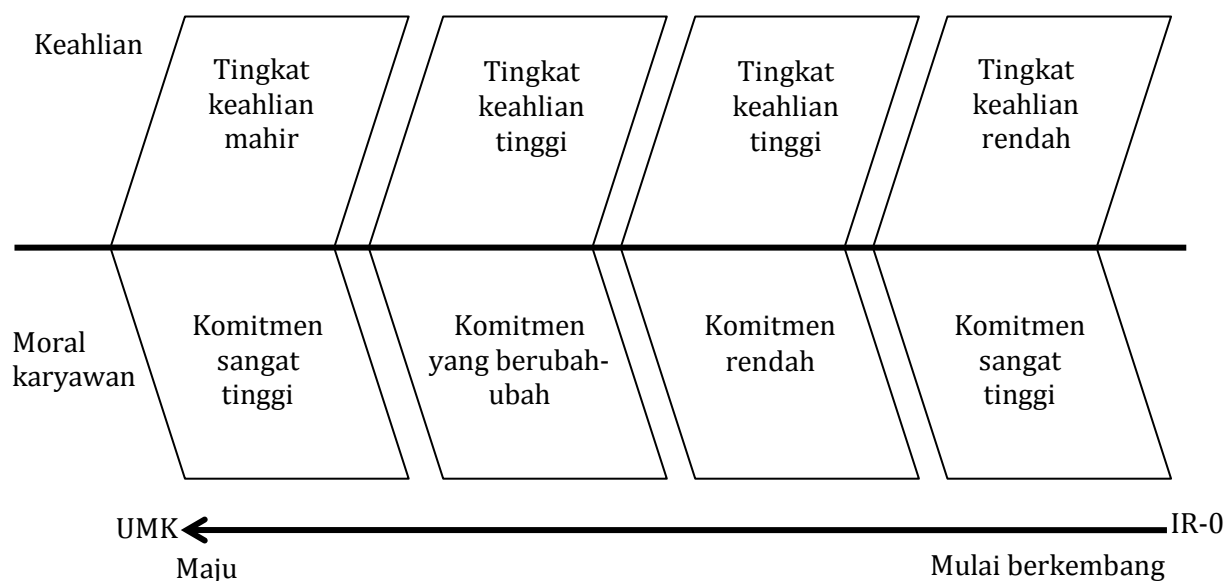 Keahlian
Tingkat
keahlian
mahir
Tingkat
keahlian
tinggi
Tingkat
keahlian
tinggi
Tingkat
keahlian
rendah
Moral
karyawan
Komitmen
sangat
tinggi
Komitmen
yang berubah-
ubah
Komitmen
rendah
Komitmen
sangat
tinggi
UMK
IR-0
Maju
Mulai berkembang